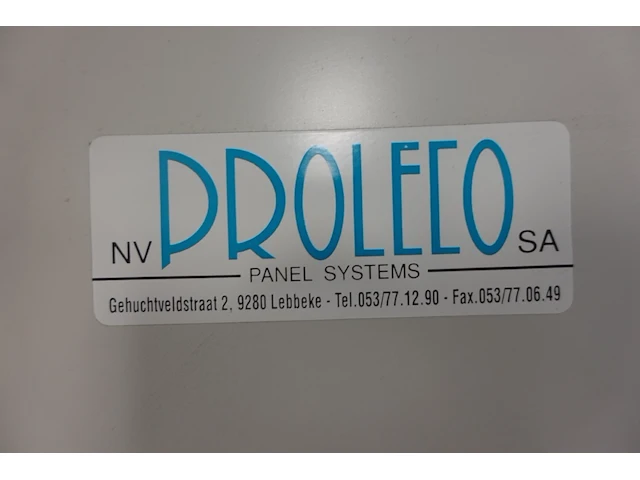 NV PROLECO SA
PANEL SYSTEMS
Gehuchtveldstraat 2, 9280 Lebbeke - Tel.053/77.12.90 - Fax.053/77.06.49